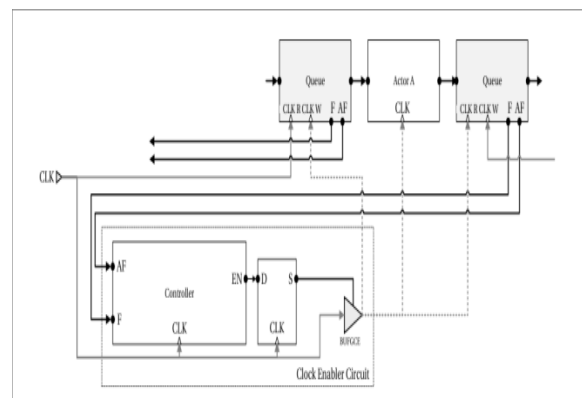 Queue
Actor A
Queue
CLK R CLK W F AF
CLK
CLK R CLK W F AF
CLK
AF
Controller
EN
D
S
F
CLK
CLK
BUFGCE
Clock Enabler Circuit